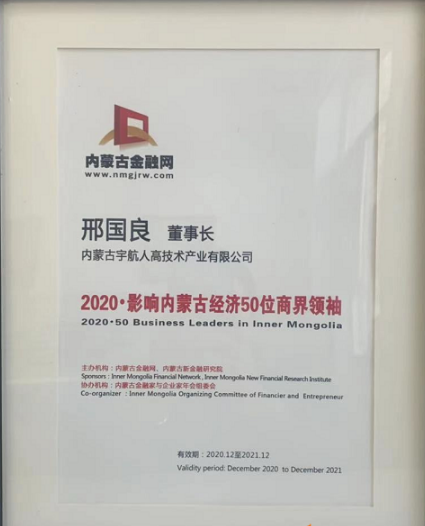 内蒙古金融网
www.nmgjrw.com
邢国良 董事长
内蒙古宇航人高技术产业有限公司
2020·影响内蒙古经济50位商界领袖
2020·50 Business Leaders in Inner Mongolia
主办机构：内蒙古金融网、内蒙古新金融研究院
Sponsors : Inner Mongolia Financial Network , Inner Mongolia New Financial Research Institute
协办机构：内蒙古金融家与企业家年会组委会
Co-organizer : Inner Mongolia Organizing Committee of Financier and Entrepreneur
有效期：2020.12至2021.12
Validity period: December 2020 to December 2021